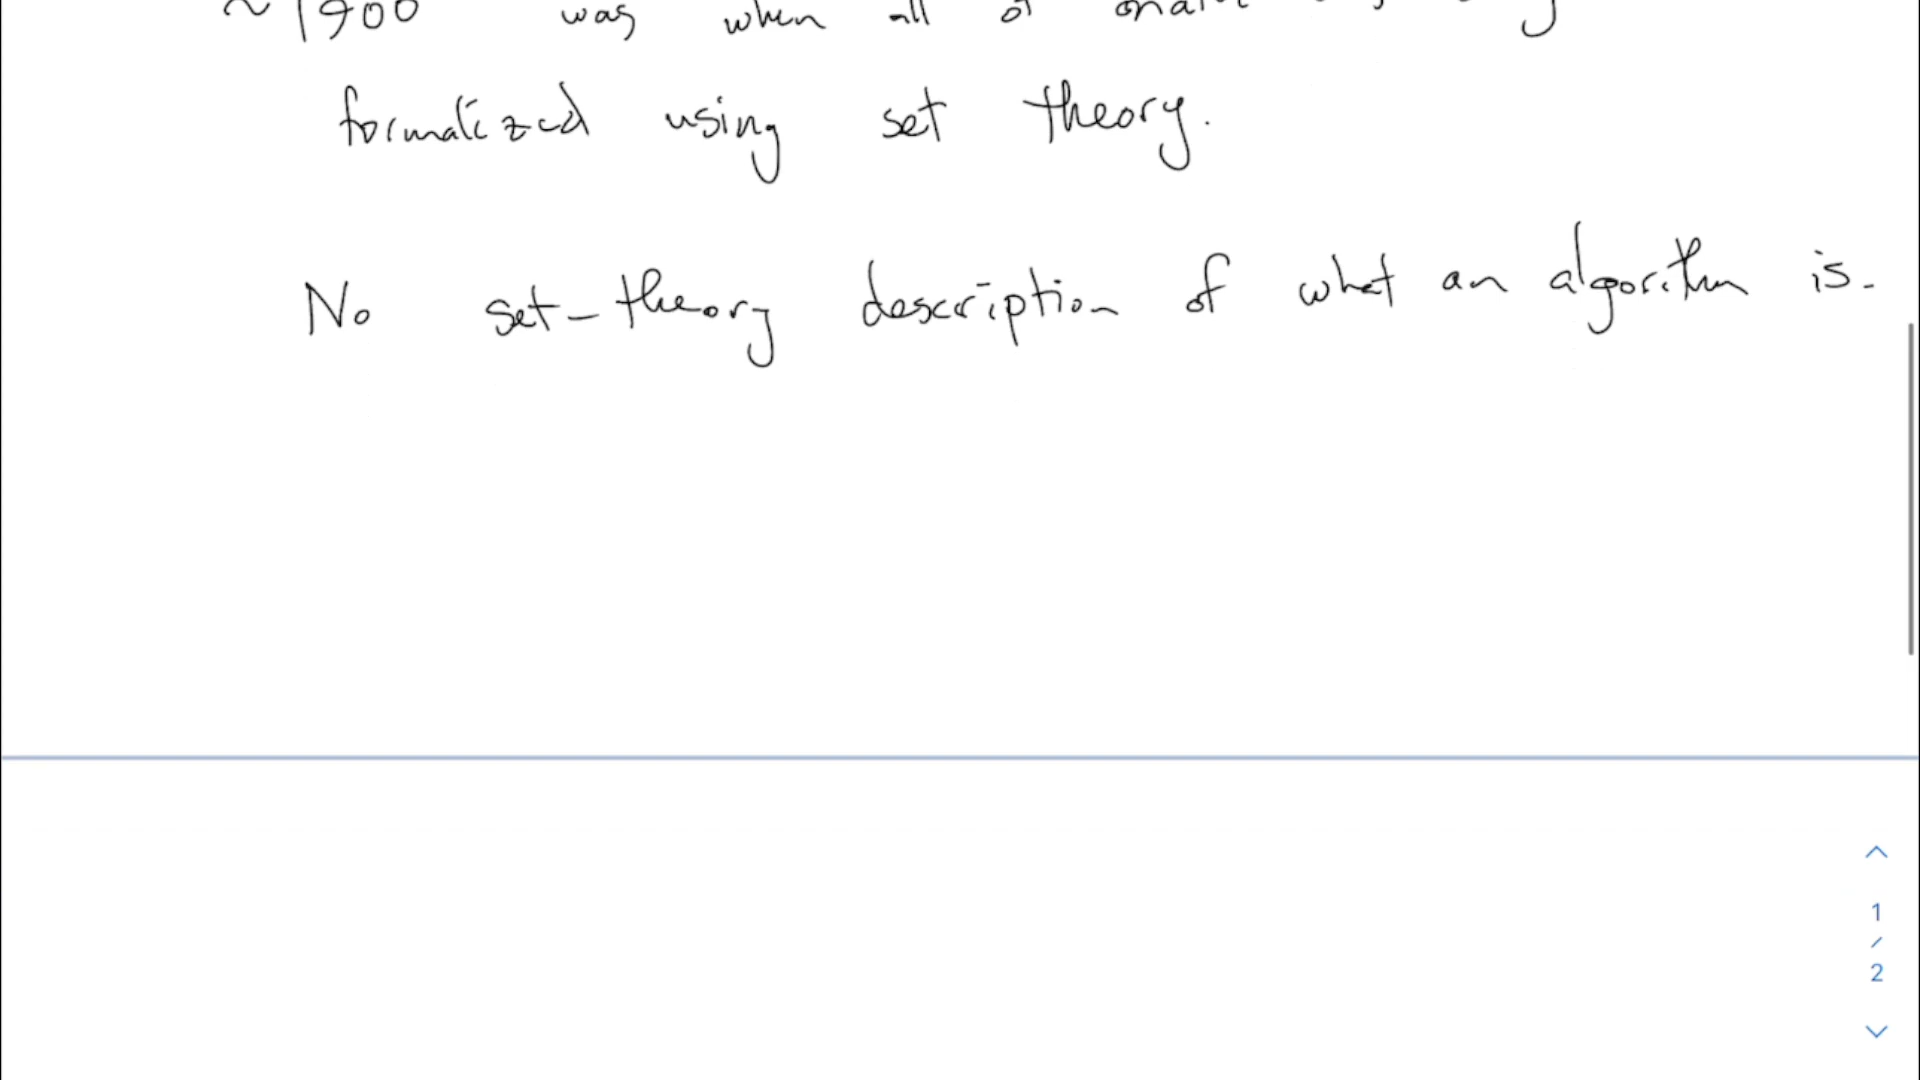 ~ 1900 was when all of
formalized using set theory.
No set-theory description of what an algorithm is.
1
/
2